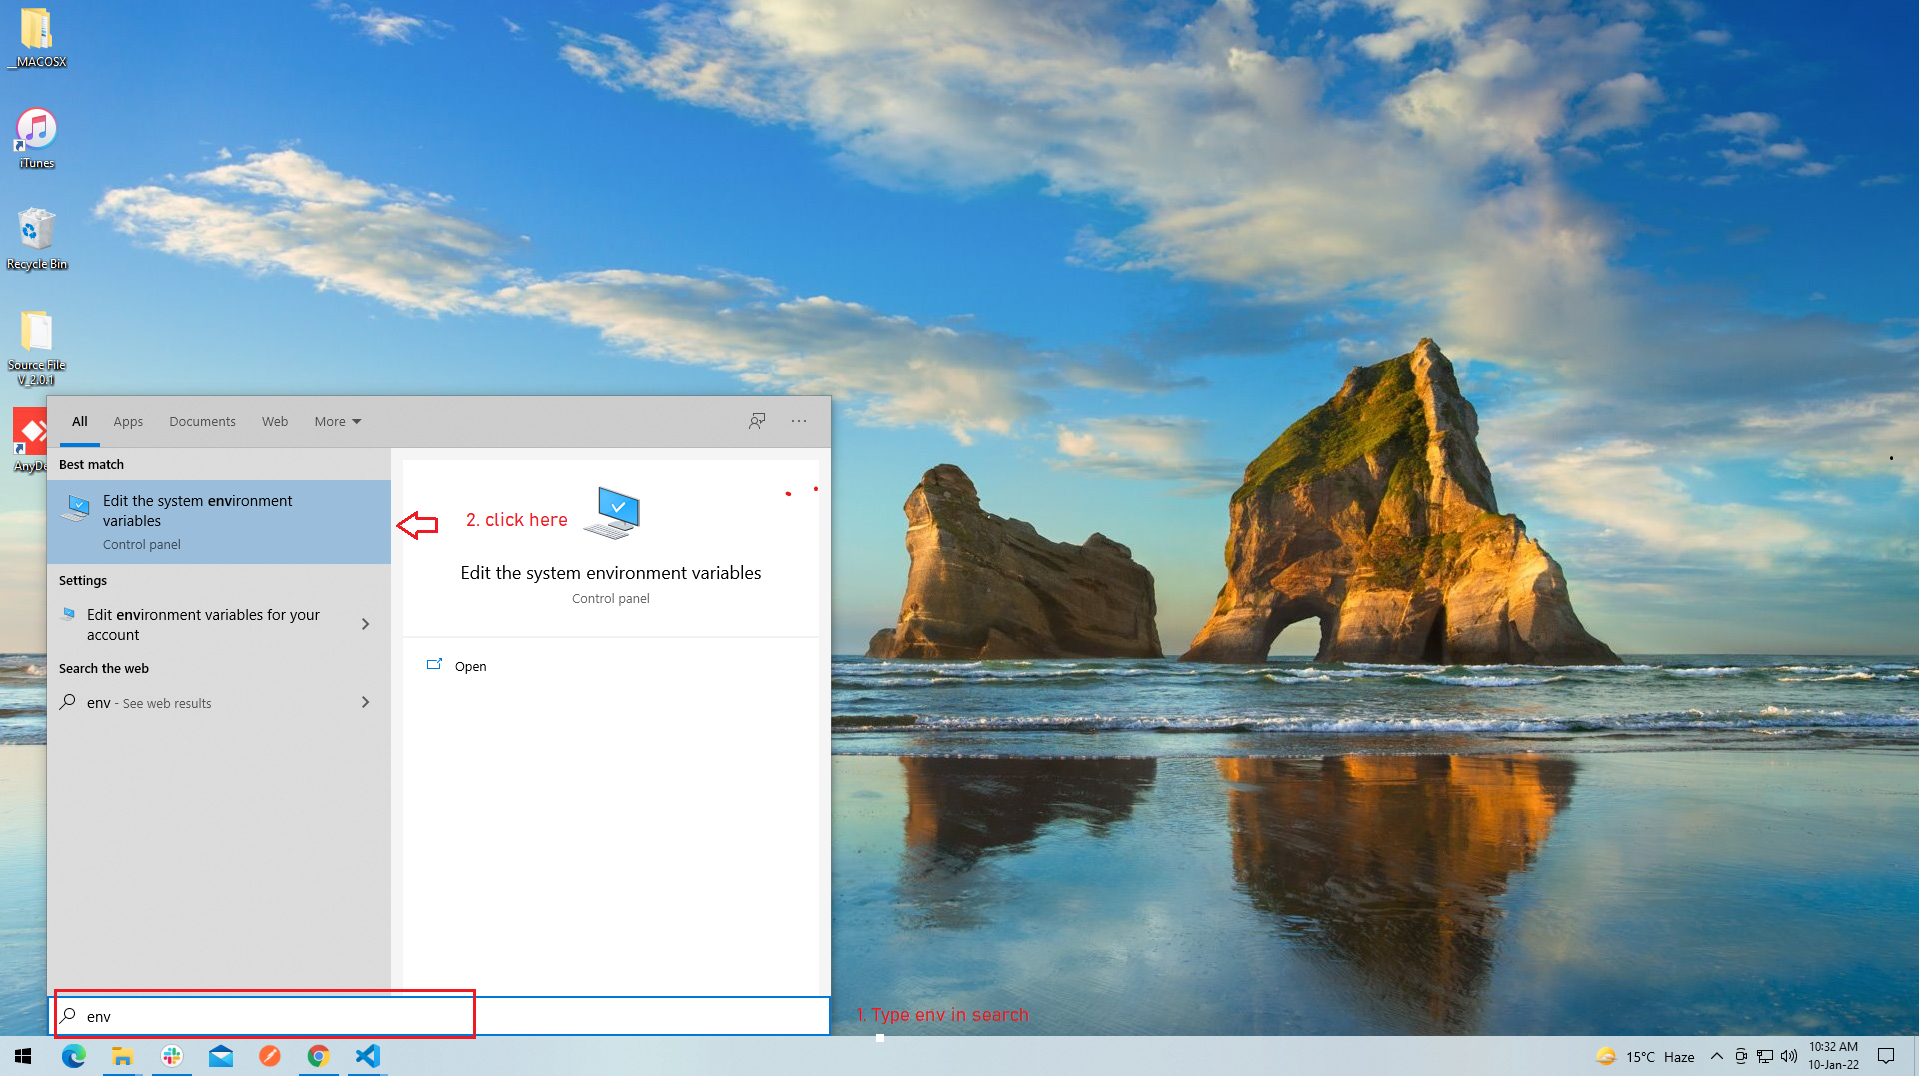 __MACOSX
iTunes
Recycle Bin
Source File
V_2.0.1
AnyDe
All Apps Documents Web More
Best match
Edit the system environment
variables
Control panel
Settings
Edit environment variables for your
account
Search the web
env - See web results
2. click here
Edit the system environment variables
Control panel
Open
env
1. Type env in search
15°C Haze
10:32 AM
10-Jan-22